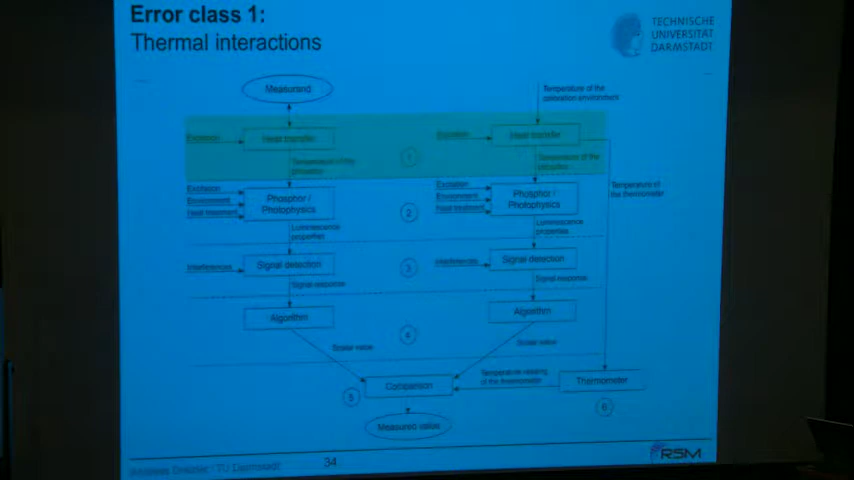 Error class 1:
Thermal interactions
TECHNISCHE
UNIVERSITÄT
DARMSTADT
Measurand
Temperature of the
calibration environment
Excitation
Heat transfer
Excitation
Heat transfer
1
Temperature of the
phosphor
Temperature of the
phosphor
Excitation
Environment
Heat treatment
Phosphor /
Photophysics
2
Excitation
Environment
Heat treatment
Phosphor /
Photophysics
Temperature of
the thermometer
Luminescence
properties
Luminescence
properties
Interferences
Signal detection
3
Interferences
Signal detection
Signal response
Signal response
Algorithm
Algorithm
4
Scalar value
Scalar value
Comparison
Temperature reading
of the thermometer
Thermometer
5
6
Measured value
Andreas Dreizler / TU Darmstadt
34
RSM